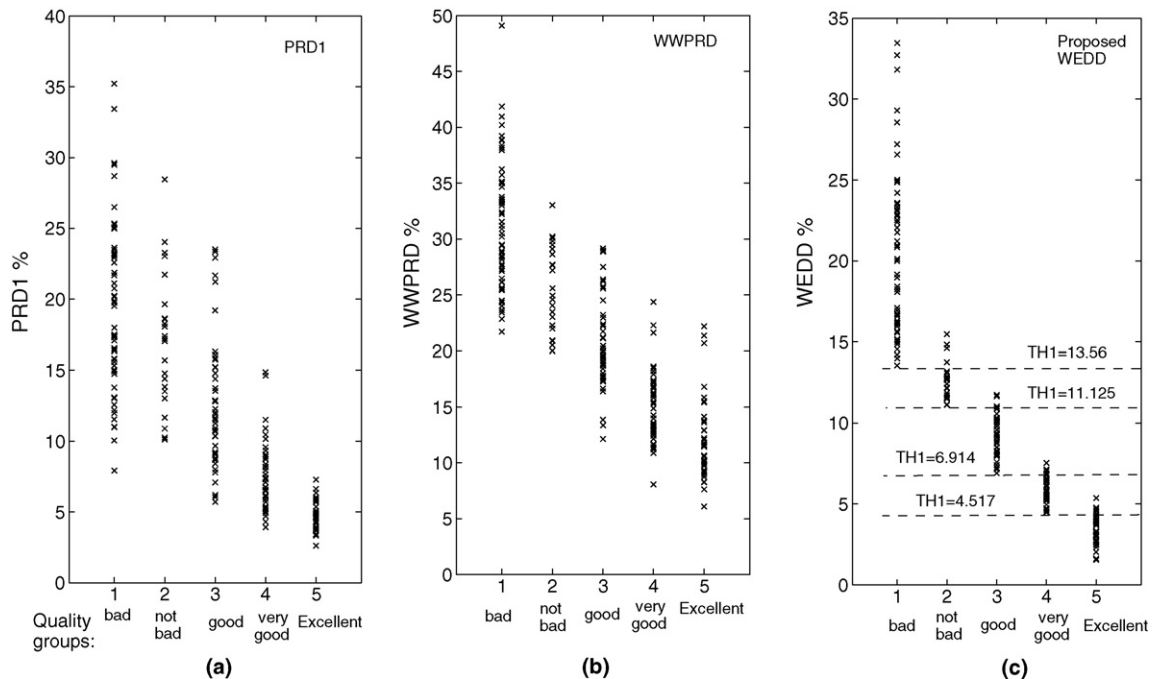 PRD1
PRD1 %
40
35
30
25
20
15
10
5
0
1 2 3 4 5
Quality groups:
bad
not bad
good
very good
Excellent
(a)
WWPRD
WWPRD %
50
45
40
35
30
25
20
15
10
5
0
1 2 3 4 5
bad
not bad
good
very good
Excellent
(b)
Proposed
WEDD
WEDD %
35
30
25
20
15
10
5
0
TH1=13.56
TH1=11.125
TH1=6.914
TH1=4.517
1 2 3 4 5
bad
not bad
good
very good
Excellent
(c)